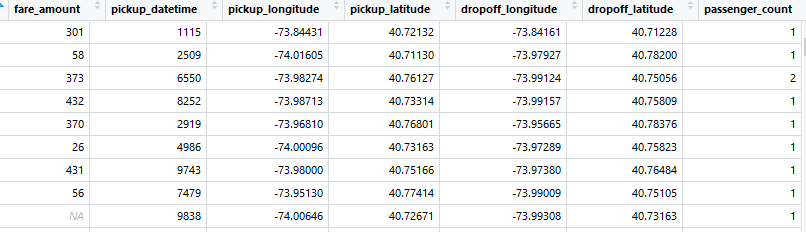 fare_amount pickup_datetime pickup_longitude pickup_latitude dropoff_longitude dropoff_latitude passenger_count
301 1115 -73.84431 40.72132 -73.84161 40.71228 1
58 2509 -74.01605 40.71130 -73.97927 40.78200 1
373 6550 -73.98274 40.76127 -73.99124 40.75056 2
432 8252 -73.98713 40.73314 -73.99157 40.75809 1
370 2919 -73.96810 40.76801 -73.95665 40.78376 1
26 4986 -74.00096 40.73163 -73.97289 40.75823 1
431 9743 -73.98000 40.75166 -73.97380 40.76484 1
56 7479 -73.95130 40.77414 -73.99009 40.75105 1
NA 9838 -74.00646 40.72671 -73.99308 40.73163 1